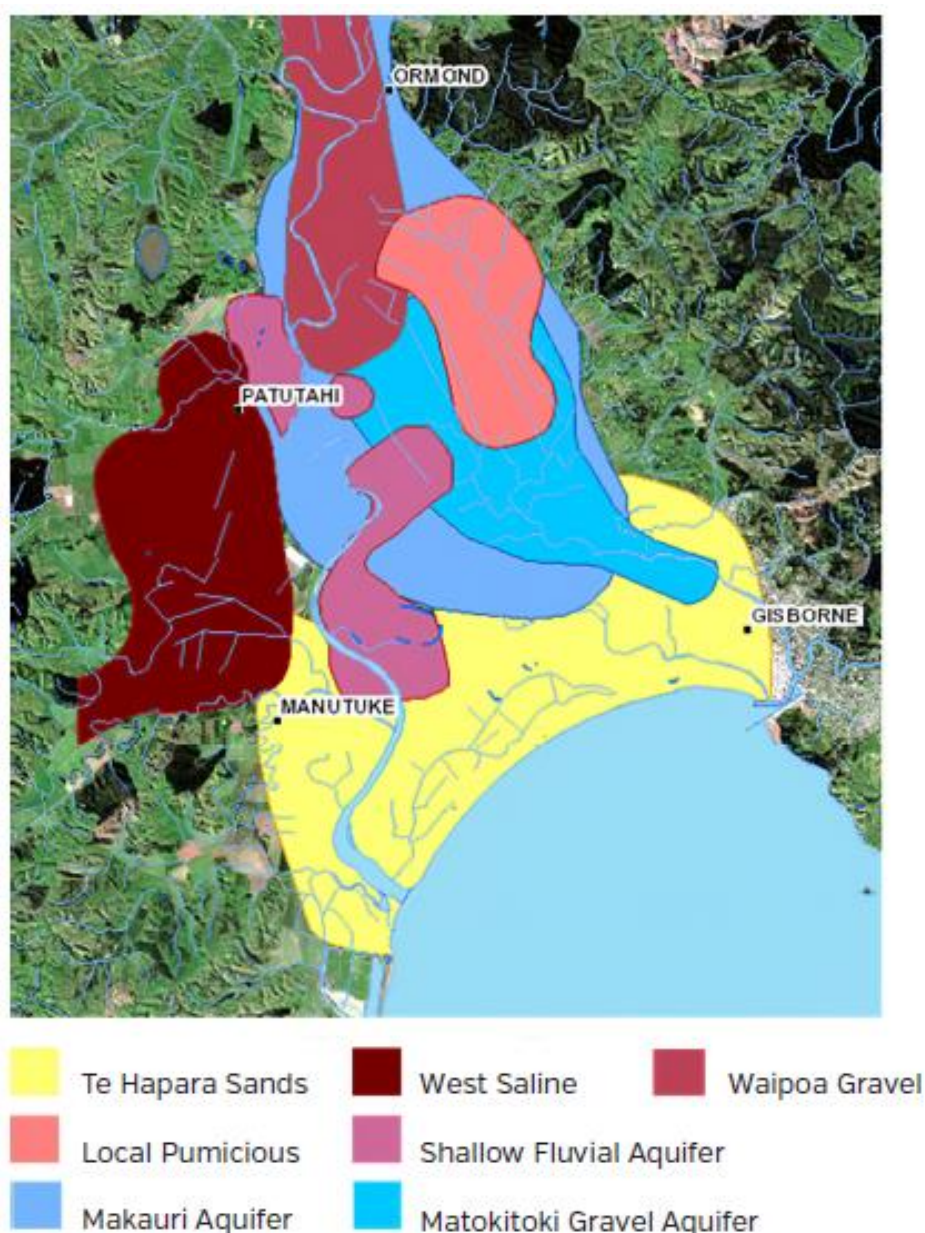 ORMOND
PATUTAHI
GISBORNE
MANUTUKE
Te Hapara Sands
West Saline
Waipoa Gravel
Local Pumicious
Shallow Fluvial Aquifer
Makauri Aquifer
Matokitoki Gravel Aquifer